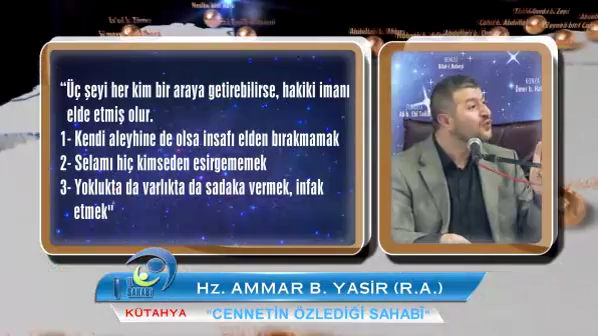 "Üç şeyi her kim bir araya getirebilirse, hakiki imanı
elde etmiş olur.
1- Kendi aleyhine de olsa insafı elden bırakmamak
2- Selamı hiç kimseden esirgememek
3- Yoklukta da varlıkta da sadaka vermek, infak
etmek"
SAHABİ
Hz. AMMAR B. YASİR (R.A.)
KÜTAHYA "CENNETİN ÖZLEDİĞİ SAHABİ"